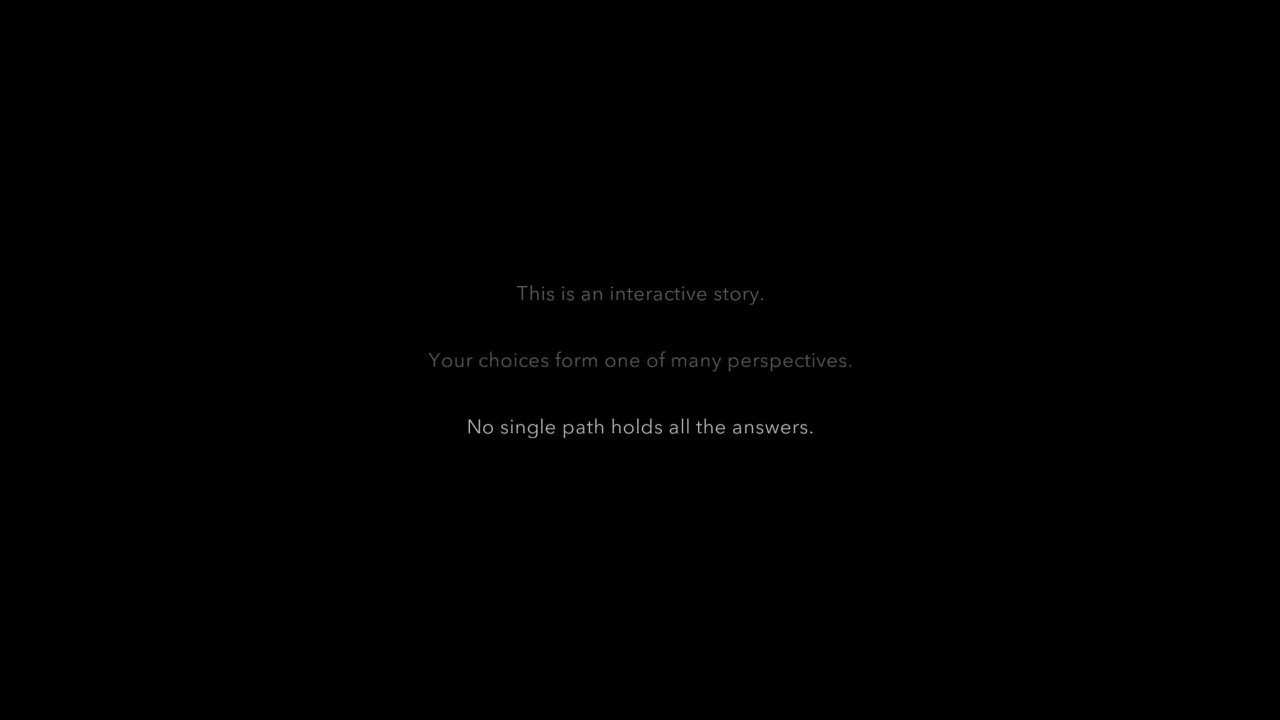 This is an interactive story.
Your choices form one of many perspectives.
No single path holds all the answers.